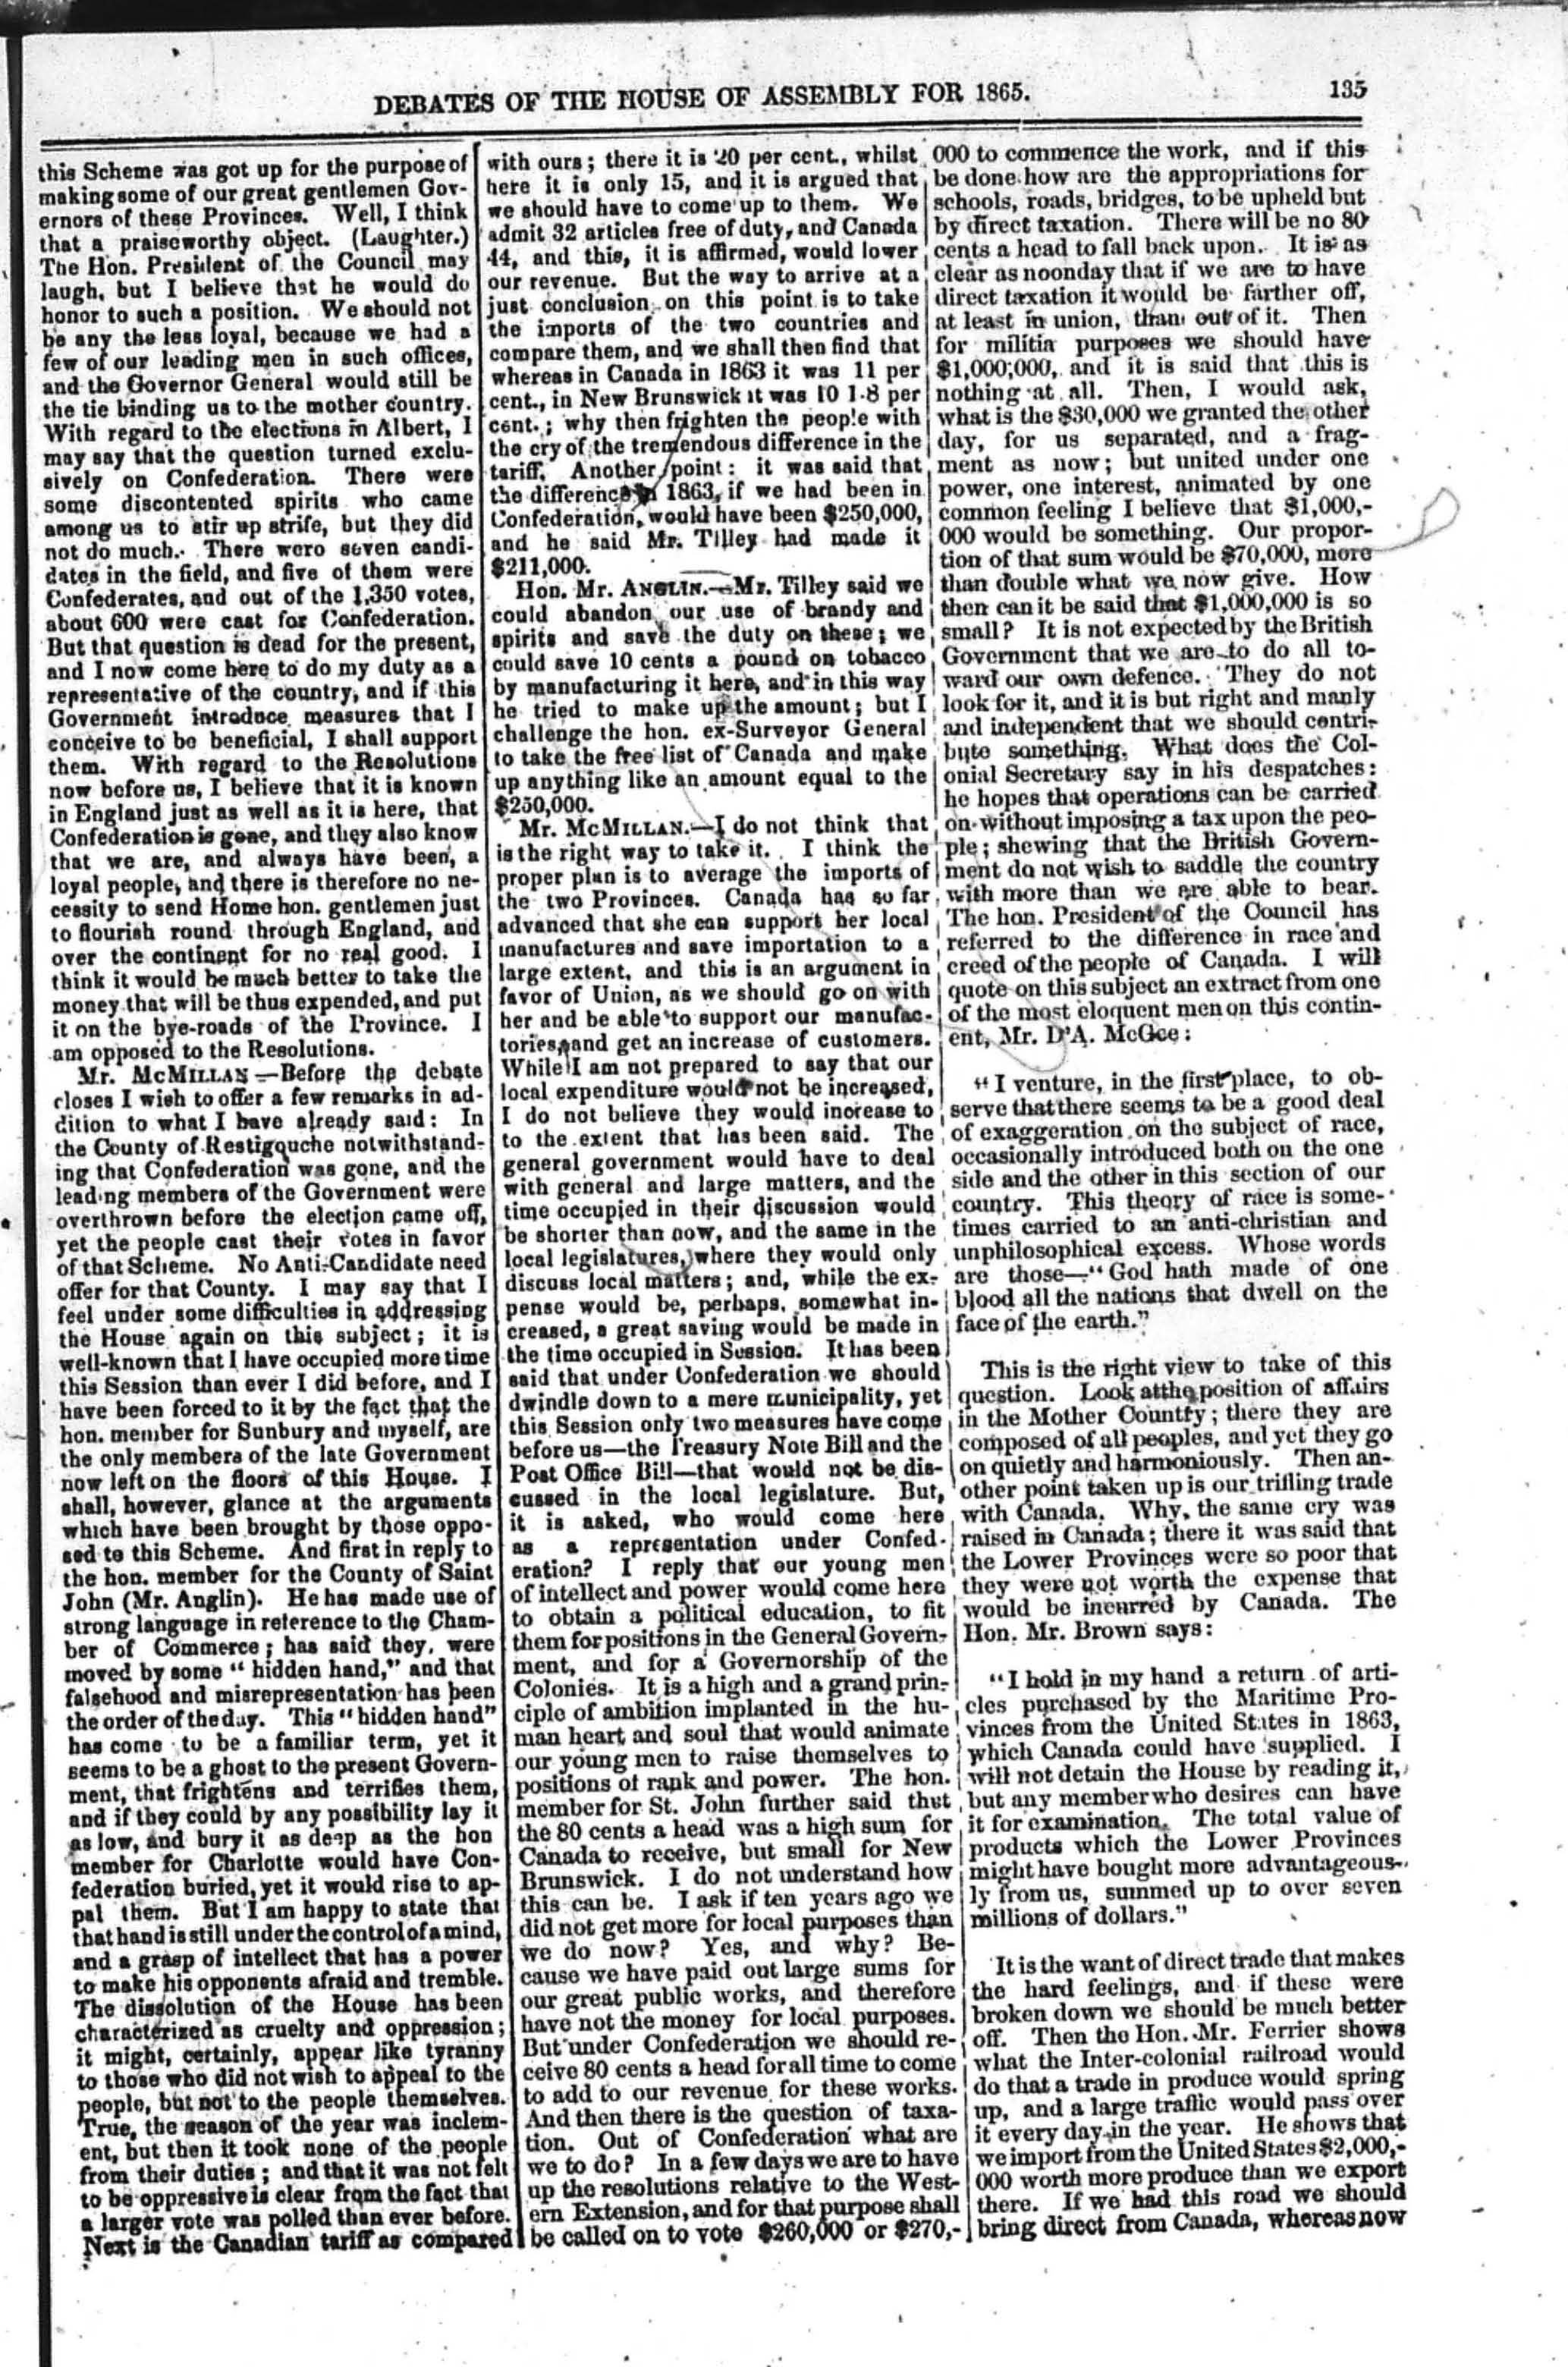 DEBATES OF THE HOUSE OF ASSEMBLY FOR 1865.
135
this Scheme was got up for the purpose of
making some of our great gentlemen Gov-
ernors of these Provinces. Well, I think
that a praiseworthy object. (Laughter.)
The Hon. President of the Council may
laugh, but I believe that he would do
honor to such a position. We should not
be any the less loyal, because we had a
few of our leading men in such offices,
and the Governor General would still be
the tie binding us to the mother country.
With regard to the elections in Albert, I
may say that the question turned exclu-
sively on Confederation. There were
some discontented spirits who came
among us to stir up strife, but they did
not do much. There were seven candi-
dates in the field, and five of them were
Confederates, and out of the 1,350 votes,
about 600 were cast for Confederation.
But that question is dead for the present,
and I now come here to do my duty as a
representative of the country, and if this
Government introduce measures that I
conceive to be beneficial, I shall support
them. With regard to the Resolutions
now before us, I believe that it is known
in England just as well as it is here, that
Confederation is gone, and they also know
that we are, and always have been, a
loyal people, and there is therefore no ne-
cessity to send Home hon. gentlemen just
to flourish round through England, and
over the continent for no real good. I
think it would be much better to take the
money that will be thus expended, and put
it on the bye-roads of the Province. I
am opposed to the Resolutions.
Mr. McMILLAN—Before the debate
closes I wish to offer a few remarks in ad-
dition to what I have already said: In
the County of Restigouche notwithstand-
ing that Confederation was gone, and the
leading members of the Government were
overthrown before the election came off,
yet the people cast their votes in favor
of that Scheme. No Anti-Candidate need
offer for that County. I may say that I
feel under some difficulties in addressing
the House again on this subject; it is
well-known that I have occupied more time
this Session than ever I did before, and I
have been forced to it by the fact that the
hon. member for Sunbury and myself, are
the only members of the late Government
now left on the floors of this House. I
shall, however, glance at the arguments
which have been brought by those oppo-
sed to this Scheme. And first in reply to
the hon. member for the County of Saint
John (Mr. Anglin). He has made use of
strong language in reference to the Cham-
ber of Commerce; has said they, were
moved by some "hidden hand," and that
falsehood and misrepresentation has been
the order of the day. This "hidden hand"
has come to be a familiar term, yet it
seems to be a ghost to the present Govern-
ment, that frightens and terrifies them,
and if they could by any possibility lay it
as low, and bury it as deep as the hon
member for Charlotte would have Con-
federation buried, yet it would rise to ap-
pal them. But I am happy to state that
that hand is still under the control of a mind,
and a grasp of intellect that has a power
to make his opponents afraid and tremble.
The dissolution of the House has been
characterized as cruelty and oppression;
it might, certainly, appear like tyranny
to those who did not wish to appeal to the
people, but not to the people themselves.
True, the season of the year was inclem-
ent, but then it took none of the people
from their duties; and that it was not felt
to be oppressive is clear from the fact that
a larger vote was polled than ever before.
Next is the Canadian tariff as compared
with ours; there it is 20 per cent., whilst
here it is only 15, and it is argued that
we should have to come up to them. We
admit 32 articles free of duty, and Canada
44, and this, it is affirmed, would lower
our revenue. But the way to arrive at a
just conclusion on this point is to take
the imports of the two countries and
compare them, and we shall then find that
whereas in Canada in 1863 it was 11 per
cent., in New Brunswick it was 10 1-8 per
cent.; why then frighten the people with
the cry of the tremendous difference in the
tariff. Another point: it was said that
the difference in 1863, if we had been in
Confederation, would have been $250,000,
and he said Mr. Tilley had made it
$211,000.
Hon. Mr. ANGLIN.—Mr. Tilley said we
could abandon our use of brandy and
spirits and save the duty on these; we
could save 10 cents a pound on tobacco
by manufacturing it here, and in this way
he tried to make up the amount; but I
challenge the hon. ex-Surveyor General
to take the free list of Canada and make
up anything like an amount equal to the
$250,000.
Mr. McMILLAN.—I do not think that
is the right way to take it. I think the
proper plan is to average the imports of
the two Provinces. Canada has so far
advanced that she can support her local
manufactures and save importation to a
large extent, and this is an argument in
favor of Union, as we should go on with
her and be able to support our manufac-
tories, and get an increase of customers.
While I am not prepared to say that our
local expenditure would not be increased,
I do not believe they would increase to
to the extent that has been said. The
general government would have to deal
with general and large matters, and the
time occupied in their discussion would
be shorter than now, and the same in the
local legislatures, where they would only
discuss local matters; and, while the ex-
pense would be, perhaps, somewhat in-
creased, a great saving would be made in
the time occupied in Session. It has been
said that under Confederation we should
dwindle down to a mere municipality, yet
this Session only two measures have come
before us—the Treasury Note Bill and the
Post Office Bill—that would not be dis-
cussed in the local legislature. But,
it is asked, who would come here
as a representation under Confed-
eration? I reply that our young men
of intellect and power would come here
to obtain a political education, to fit
them for positions in the General Govern-
ment, and for a Governorship of the
Colonies. It is a high and a grand prin-
ciple of ambition implanted in the hu-
man heart and soul that would animate
our young men to raise themselves to
positions of rank and power. The hon.
member for St. John further said that
the 80 cents a head was a high sum for
Canada to receive, but small for New
Brunswick. I do not understand how
this can be. I ask if ten years ago we
did not get more for local purposes than
we do now? Yes, and why? Be-
cause we have paid out large sums for
our great public works, and therefore
have not the money for local purposes.
But under Confederation we should re-
ceive 80 cents a head for all time to come
to add to our revenue for these works.
And then there is the question of taxa-
tion. Out of Confederation what are
we to do? In a few days we are to have
up the resolutions relative to the West-
ern Extension, and for that purpose shall
be called on to vote $260,000 or $270,-
000 to commence the work, and if this
be done how are the appropriations for
schools, roads, bridges, to be upheld but
by direct taxation. There will be no 80
cents a head to fall back upon. It is as
clear as noonday that if we are to have
direct taxation it would be farther off,
at least in union, than out of it. Then
for militia purposes we should have
$1,000,000, and it is said that this is
nothing at all. Then, I would ask,
what is the $30,000 we granted the other
day, for us separated, and a frag-
ment as now; but united under one
power, one interest, animated by one
common feeling I believe that $1,000,-
000 would be something. Our propor-
tion of that sum would be $70,000, more
than double what we now give. How
then can it be said that $1,000,000 is so
small? It is not expected by the British
Government that we are to do all to-
ward our own defence. They do not
look for it, and it is but right and manly
and independent that we should contri-
bute something. What does the Col-
onial Secretary say in his despatches:
he hopes that operations can be carried
on without imposing a tax upon the peo-
ple; shewing that the British Govern-
ment do not wish to saddle the country
with more than we are able to bear.
The hon. President of the Council has
referred to the difference in race and
creed of the people of Canada. I will
quote on this subject an extract from one
of the most eloquent men on this contin-
ent, Mr. D'A. McGee:
"I venture, in the first place, to ob-
serve that there seems to be a good deal
of exaggeration on the subject of race,
occasionally introduced both on the one
side and the other in this section of our
country. This theory of race is some-
times carried to an anti-christian and
unphilosophical excess. Whose words
are those—"God hath made of one
blood all the nations that dwell on the
face of the earth."
This is the right view to take of this
question. Look at the position of affairs
in the Mother Country; there they are
composed of all peoples, and yet they go
on quietly and harmoniously. Then an-
other point taken up is our trifling trade
with Canada. Why, the same cry was
raised in Canada; there it was said that
the Lower Provinces were so poor that
they were not worth the expense that
would be incurred by Canada. The
Hon. Mr. Brown says:
"I hold in my hand a return of arti-
cles purchased by the Maritime Pro-
vinces from the United States in 1863,
which Canada could have supplied. I
will not detain the House by reading it,
but any member who desires can have
it for examination. The total value of
products which the Lower Provinces
might have bought more advantageous-
ly from us, summed up to over seven
millions of dollars."
It is the want of direct trade that makes
the hard feelings, and if these were
broken down we should be much better
off. Then the Hon. Mr. Ferrier shows
what the Inter-colonial railroad would
do that a trade in produce would spring
up, and a large traffic would pass over
it every day in the year. He shows that
we import from the United States $2,000,-
000 worth more produce than we export
there. If we had this road we should
bring direct from Canada, whereas now